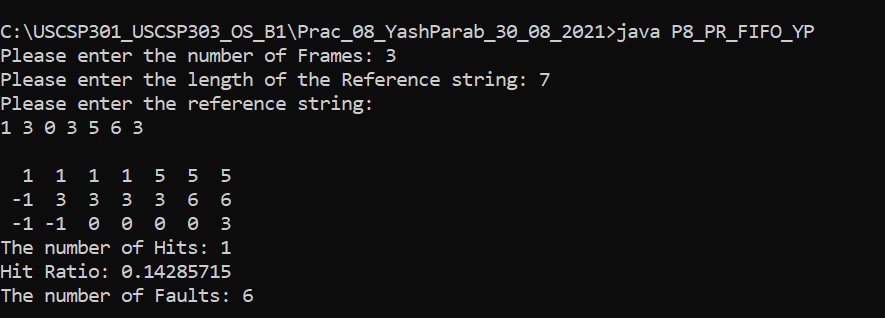 C:\USCSP301_USCSP303_OS_B1\Prac_08_YashParab_30_08_2021>java P8_PR_FIFO_YP
Please enter the number of Frames: 3
Please enter the length of the Reference string: 7
Please enter the reference string:
1 3 0 3 5 6 3

  1  1  1  1  5  5  5
 -1  3  3  3  3  6  6
 -1 -1  0  0  0  0  3
The number of Hits: 1
Hit Ratio: 0.14285715
The number of Faults: 6